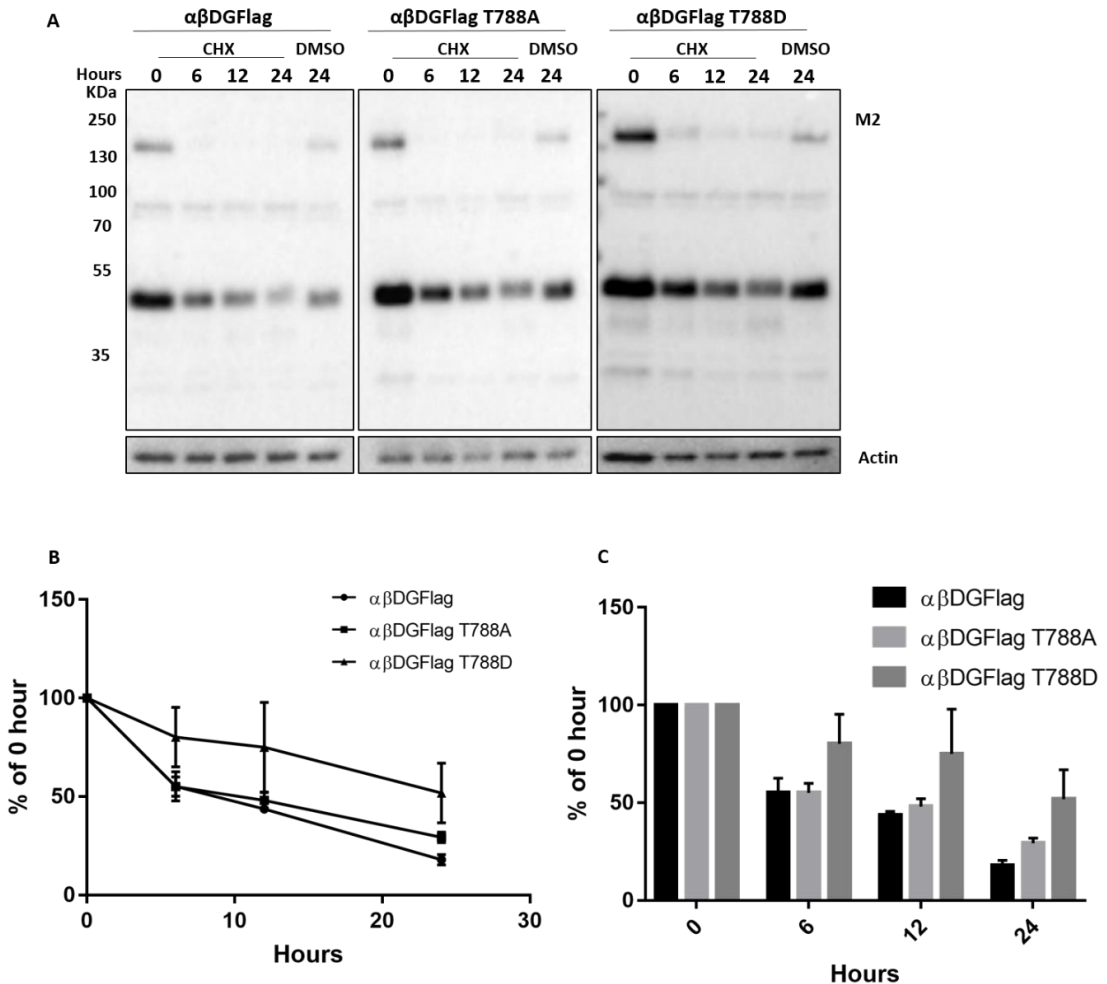 A
αβDGFlag αβDGFlag T788A αβDGFlag T788D
CHX DMSO CHX DMSO CHX DMSO
Hours 0 6 12 24 24 0 6 12 24 24 0 6 12 24 24
KDa
250
M2
130
100
70
55
35
Actin
B
150
100
50
0
0 10 20 30
% of 0 hour
Hours
αβDGFlag
αβDGFlag T788A
αβDGFlag T788D
C
150
100
50
0
0 6 12 24
% of 0 hour
Hours
αβDGFlag
αβDGFlag T788A
αβDGFlag T788D